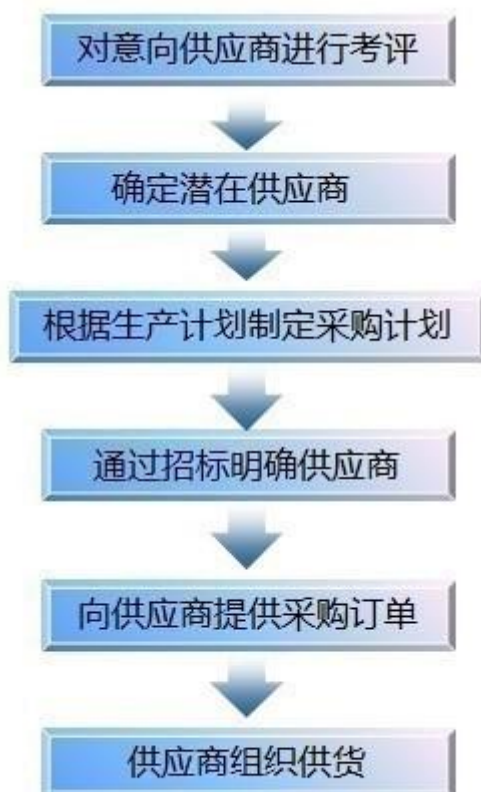 对意向供应商进行考评
确定潜在供应商
根据生产计划制定采购计划
通过招标明确供应商
向供应商提供采购订单
供应商组织供货